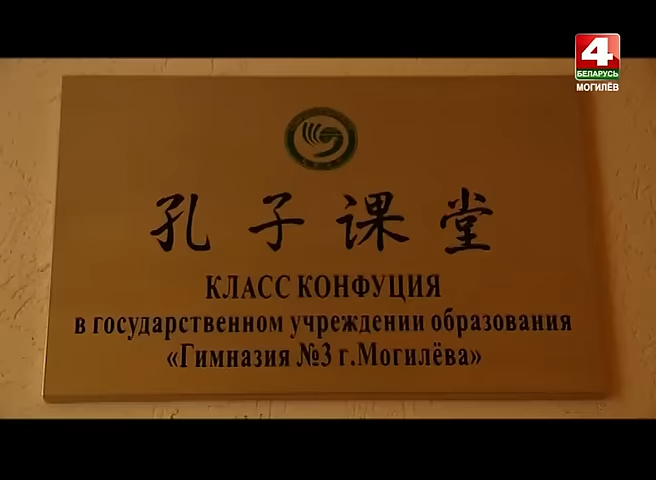 4
БЕЛАРУСЬ
МОГИЛЁВ
孔子课堂
КЛАСС КОНФУЦИЯ
в государственном учреждении образования
«Гимназия №3 г.Могилёва»